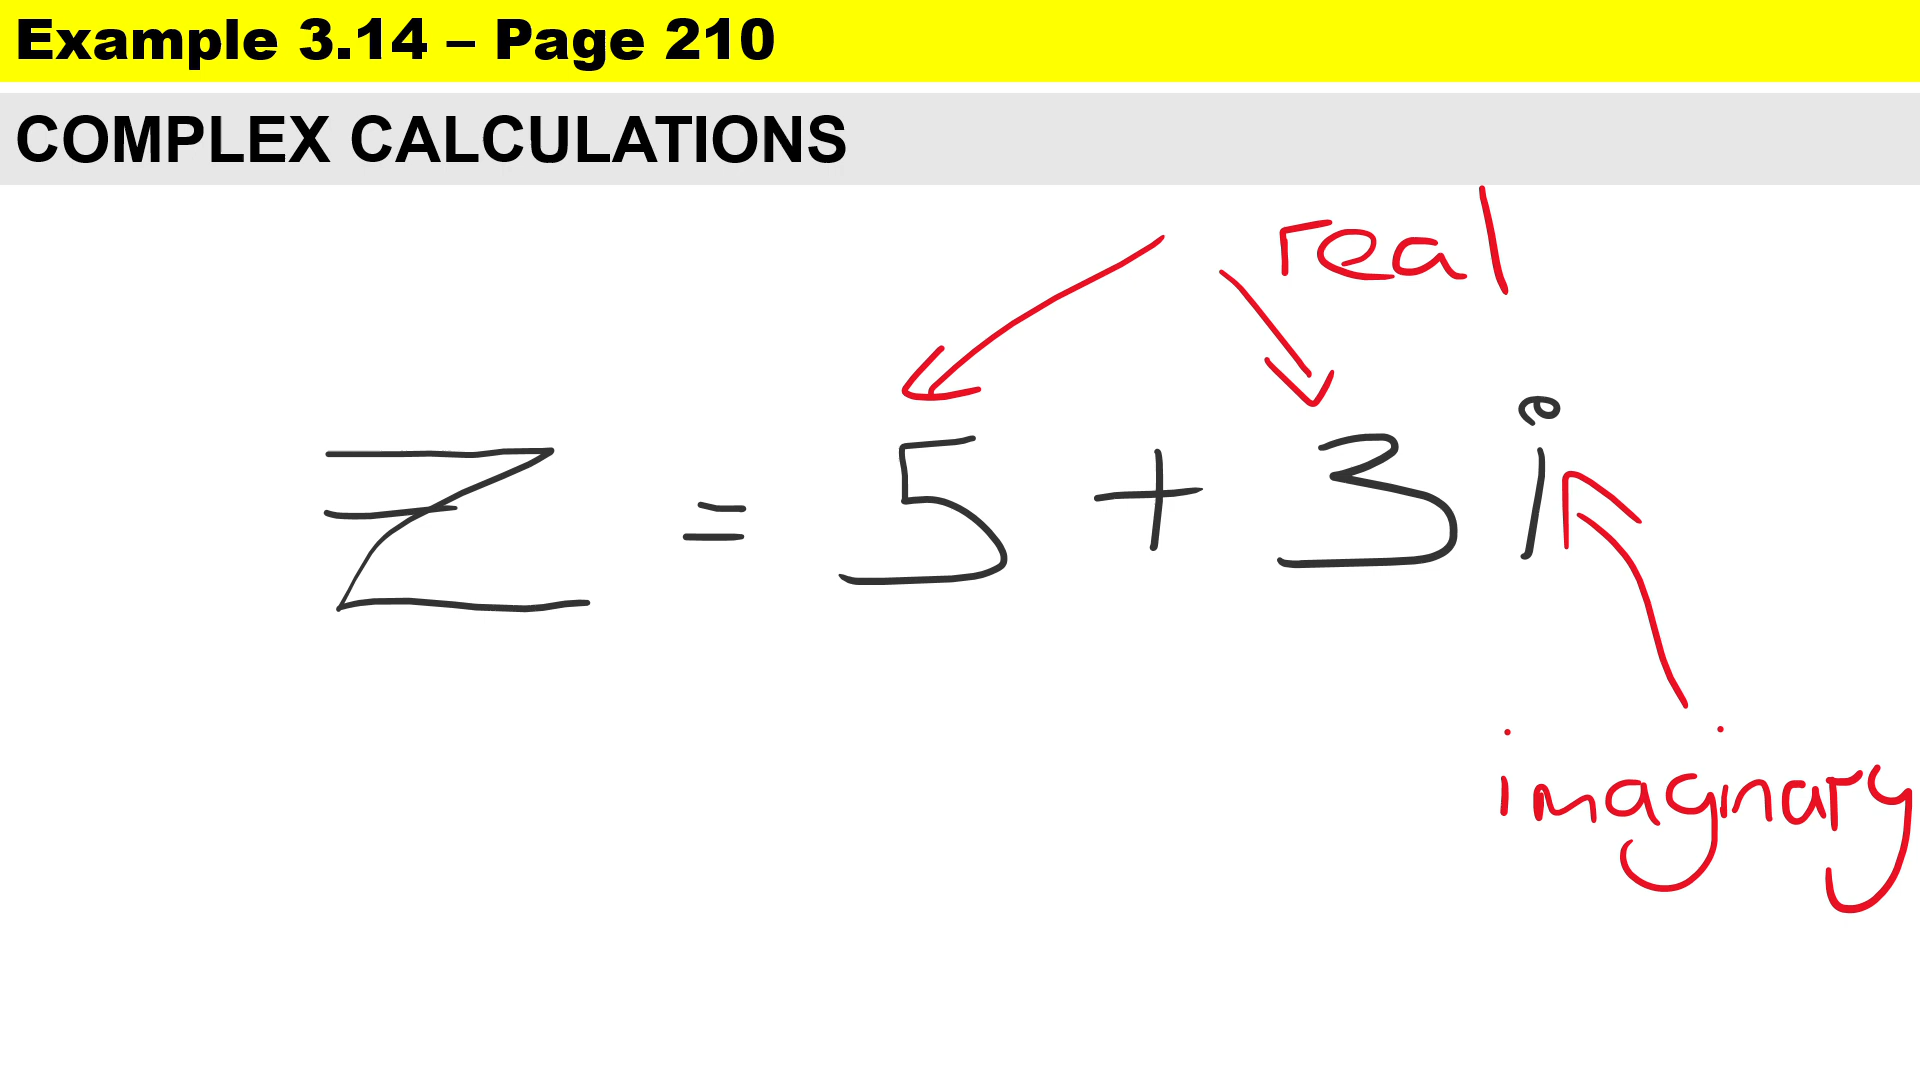 Example 3.14 – Page 210
COMPLEX CALCULATIONS
real
Z = 5 + 3i
imaginary